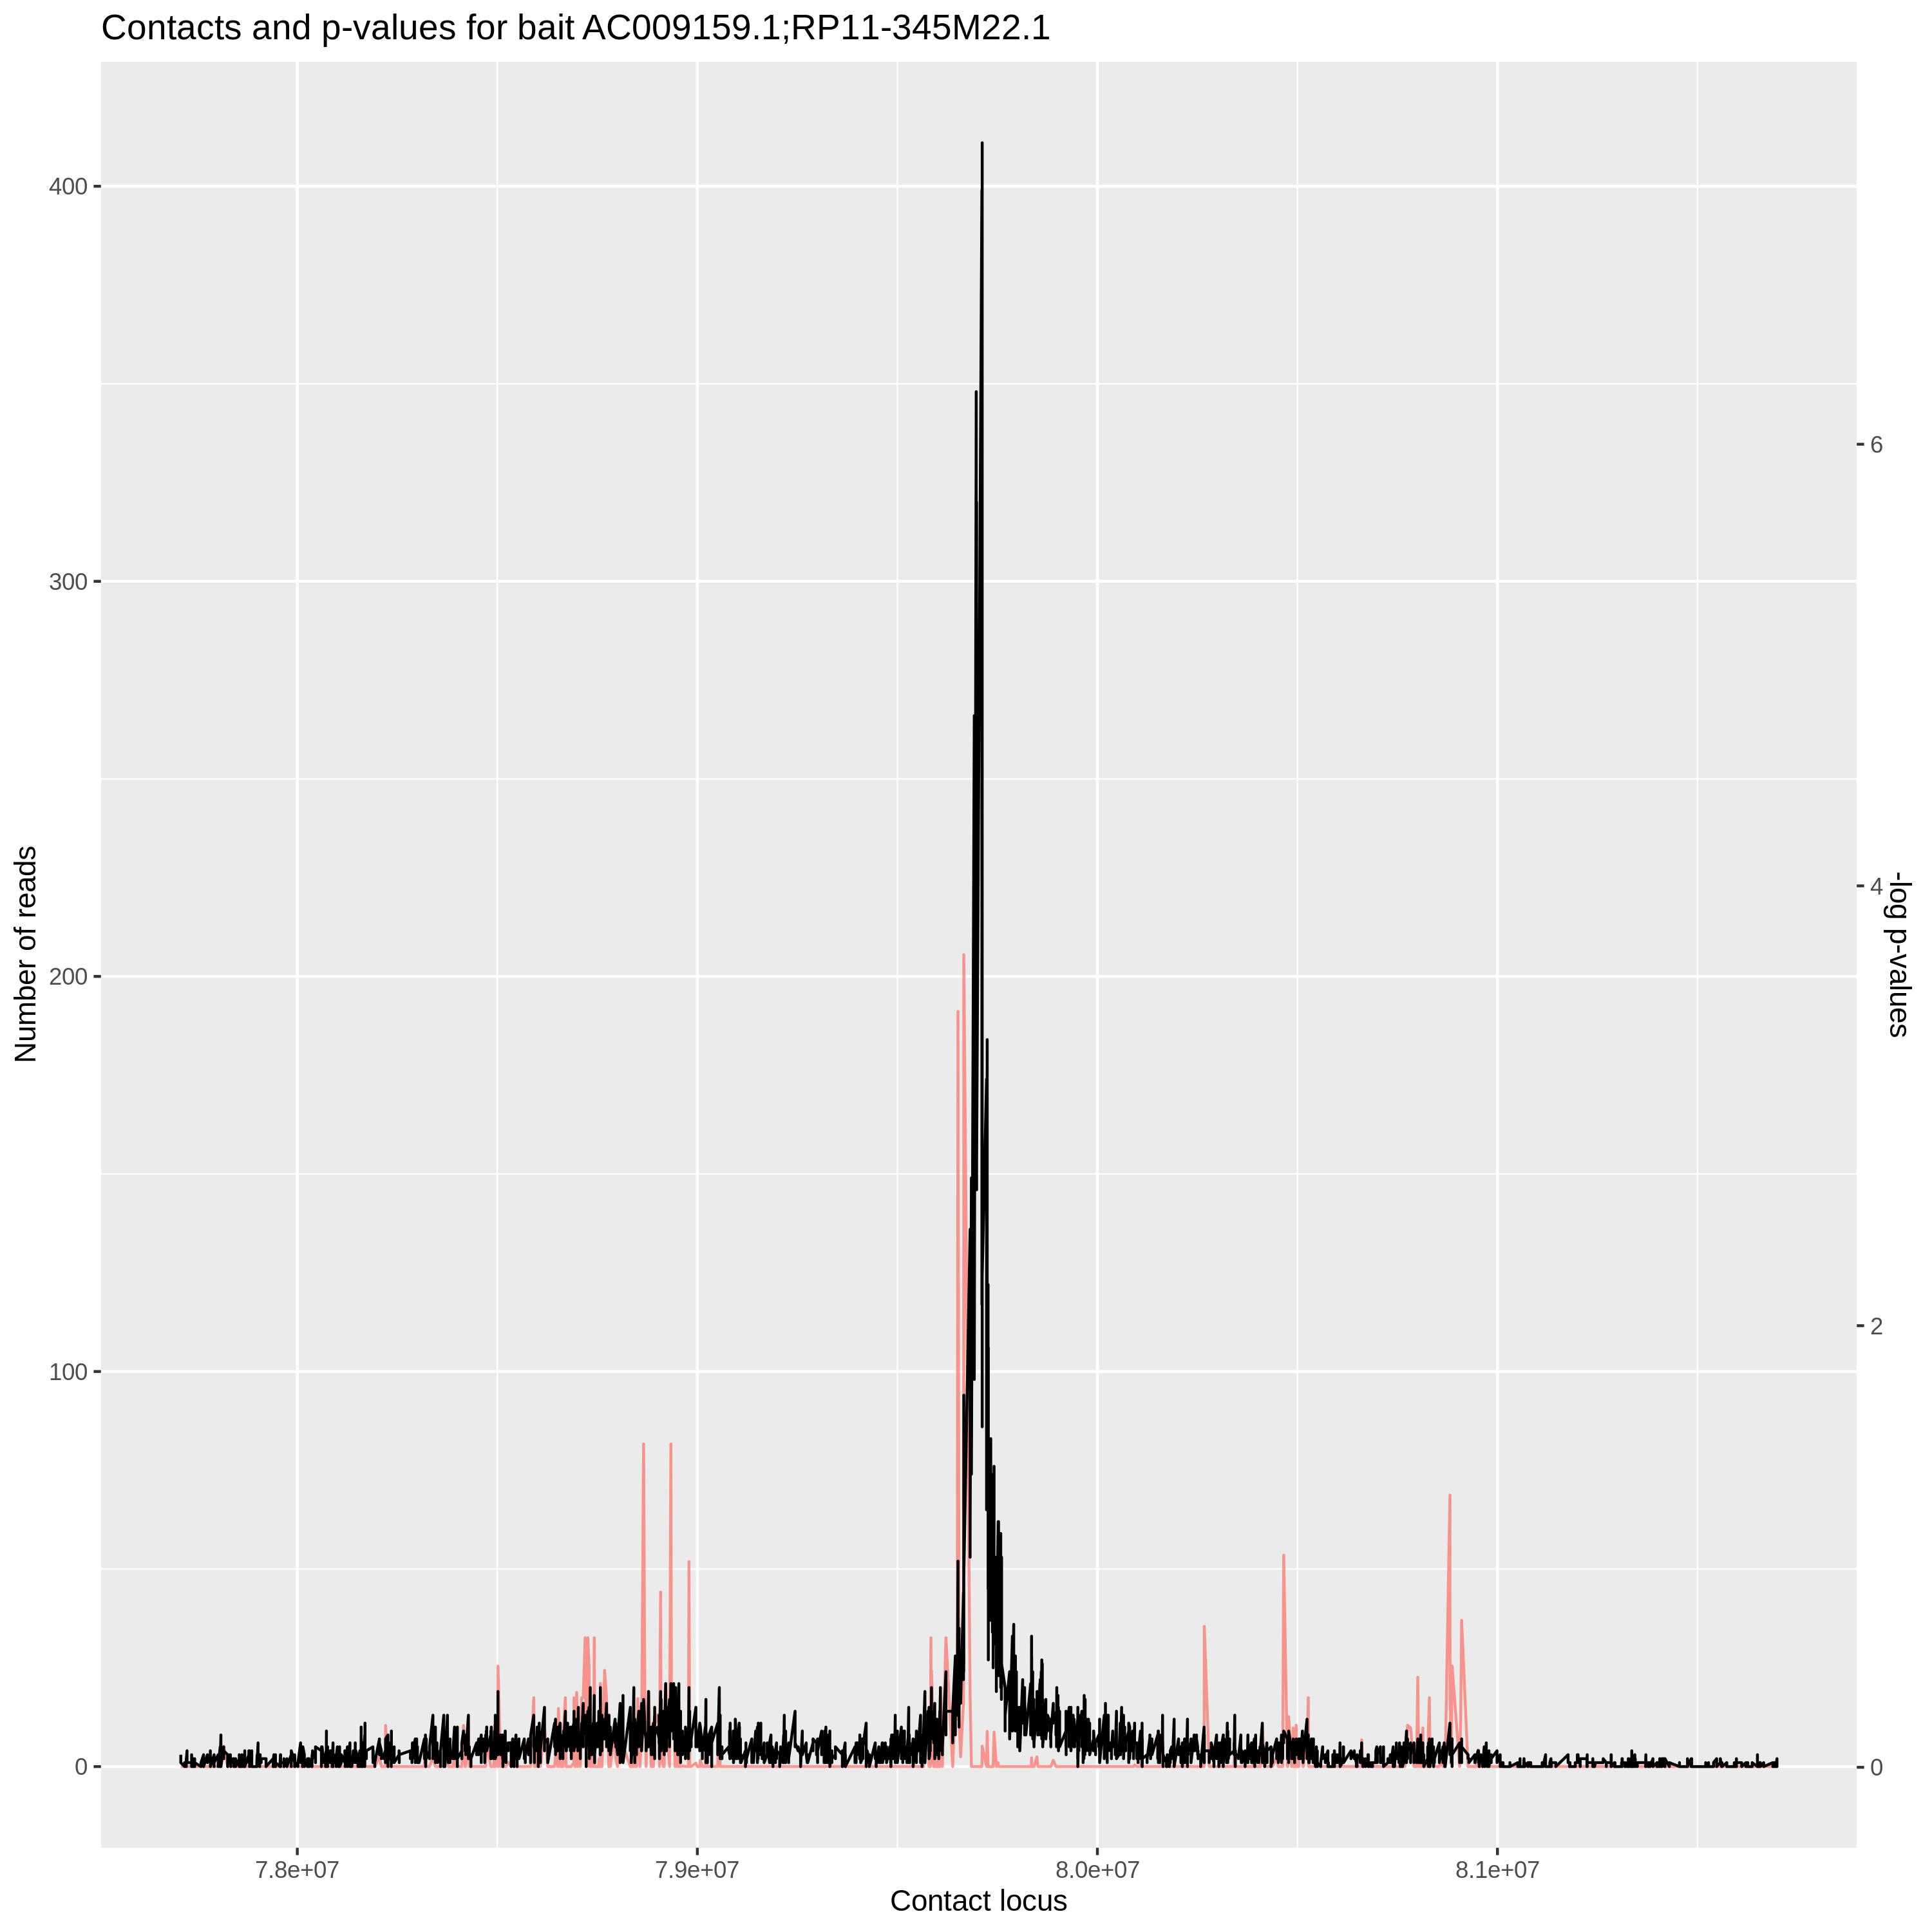 Contacts and p-values for bait AC009159.1;RP11-345M22.1
400
300
200
100
0
Number of reads
6
4
2
0
-log p-values
7.8e+07
7.9e+07
8.0e+07
8.1e+07
Contact locus